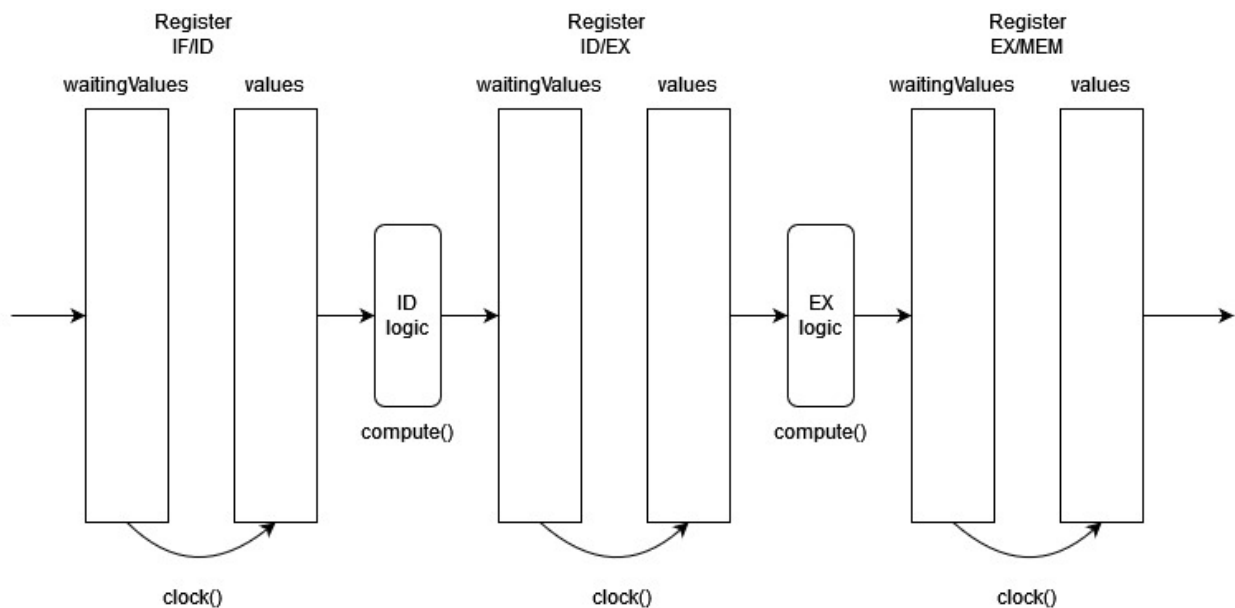 Register
IF/ID
Register
ID/EX
Register
EX/MEM
waitingValues
values
waitingValues
values
waitingValues
values
ID
logic
EX
logic
compute()
compute()
clock()
clock()
clock()